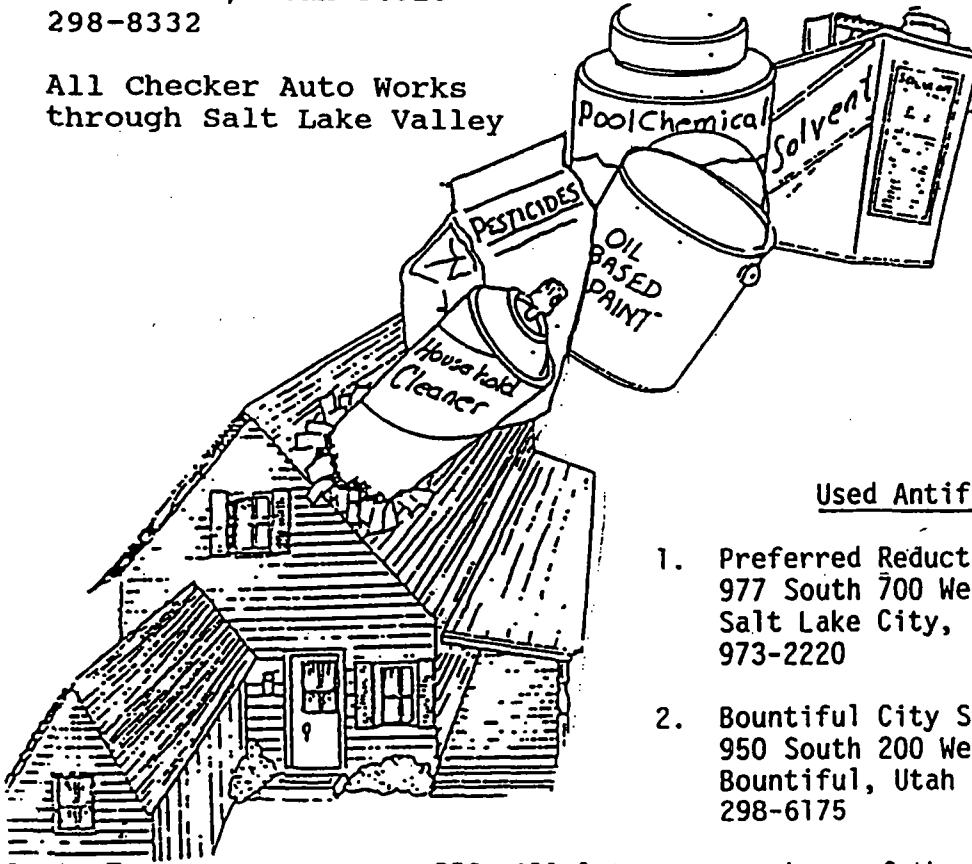 298-8332
All Checker Auto Works
through Salt Lake Valley
Pool Chemical
Solvent
PESTICIDES
OIL
BASED
PAINT
Household
Cleaner
Used Antif
1. Preferred Reduct
977 South 700 We
Salt Lake City,
973-2220
2. Bountiful City S
950 South 200 We
Bountiful, Utah
298-6175